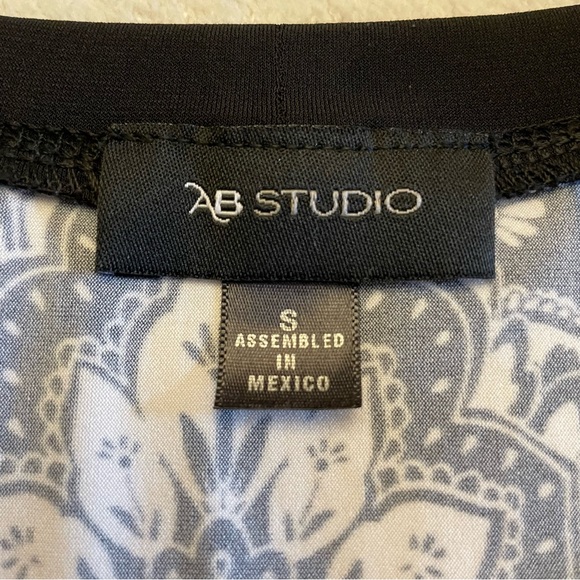 AB STUDIO
S
ASSEMBLED
IN
MEXICO